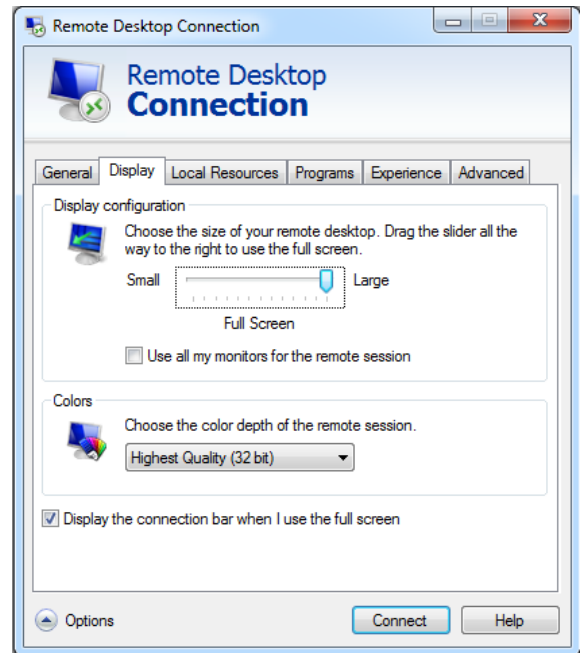 Remote Desktop Connection
Remote Desktop
Connection
General Display Local Resources Programs Experience Advanced
Display configuration
Choose the size of your remote desktop. Drag the slider all the
way to the right to use the full screen.
Small Large
Full Screen
Use all my monitors for the remote session
Colors
Choose the color depth of the remote session.
Highest Quality (32 bit)
Display the connection bar when I use the full screen
Options Connect Help